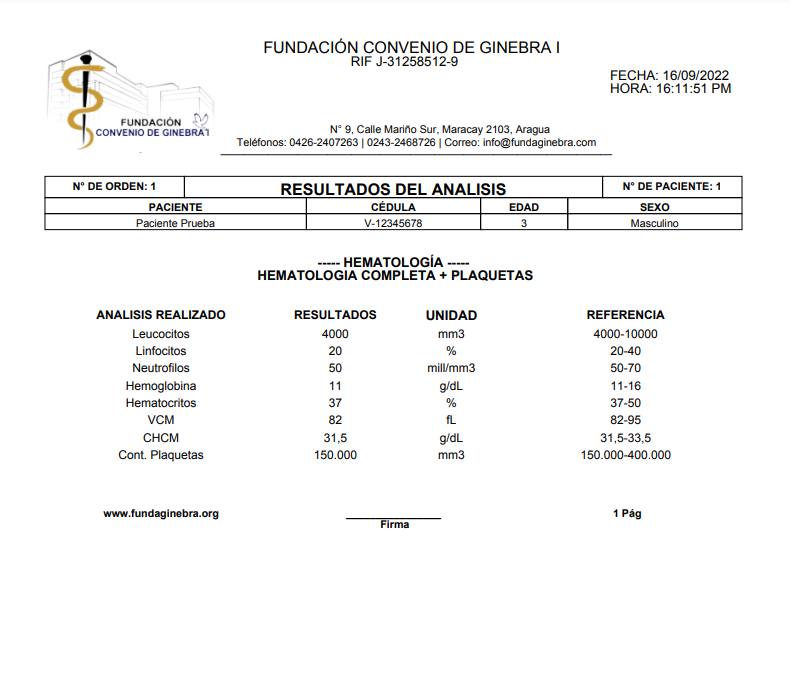 FUNDACIÓN CONVENIO DE GINEBRA I
RIF J-31258512-9
FECHA: 16/09/2022
HORA: 16:11:51 PM
FUNDACIÓN
CONVENIO DE GINEBRA I
N° 9, Calle Mariño Sur, Maracay 2103, Aragua
Teléfonos: 0426-2407263 | 0243-2468726 | Correo: info@fundaginebra.com
N° DE ORDEN: 1 RESULTADOS DEL ANALISIS N° DE PACIENTE: 1
PACIENTE CÉDULA EDAD SEXO
Paciente Prueba V-12345678 3 Masculino
----- HEMATOLOGÍA -----
HEMATOLOGIA COMPLETA + PLAQUETAS
ANALISIS REALIZADO RESULTADOS UNIDAD REFERENCIA
Leucocitos 4000 mm3 4000-10000
Linfocitos 20 % 20-40
Neutrofilos 50 mill/mm3 50-70
Hemoglobina 11 g/dL 11-16
Hematocritos 37 % 37-50
VCM 82 fL 82-95
CHCM 31,5 g/dL 31,5-33,5
Cont. Plaquetas 150.000 mm3 150.000-400.000
www.fundaginebra.org 1 Pág
Firma